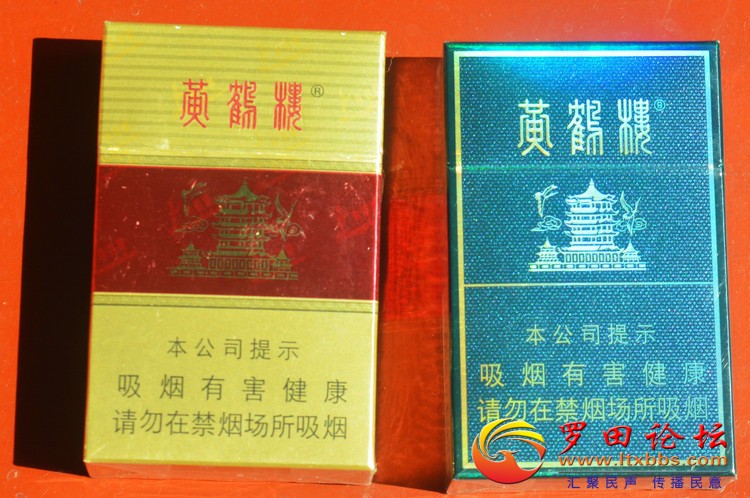 黄鹤楼®
本公司提示
吸烟有害健康
请勿在禁烟场所吸烟
黄鹤楼®
本公司提示
吸烟有害健康
请勿在禁烟场所吸烟
罗田论坛
www.ltxbbs.com
汇聚民声 传播民意